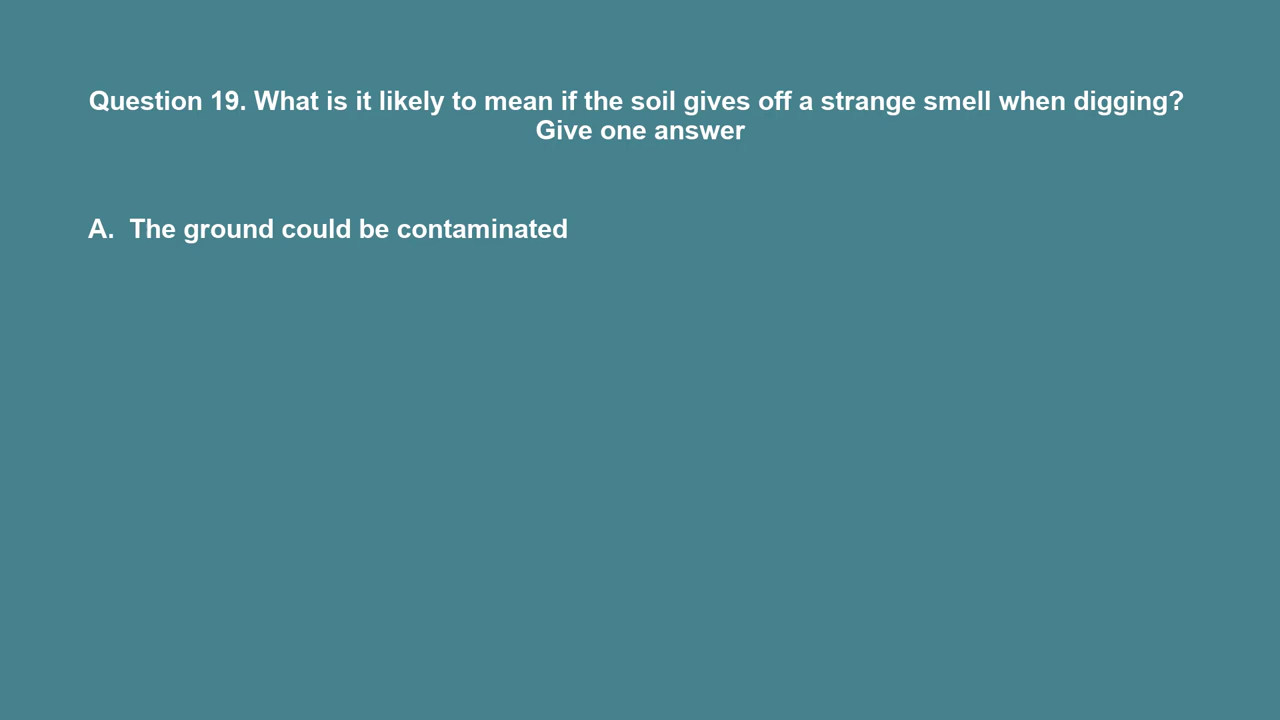 Question 19. What is it likely to mean if the soil gives off a strange smell when digging?
Give one answer
A. The ground could be contaminated